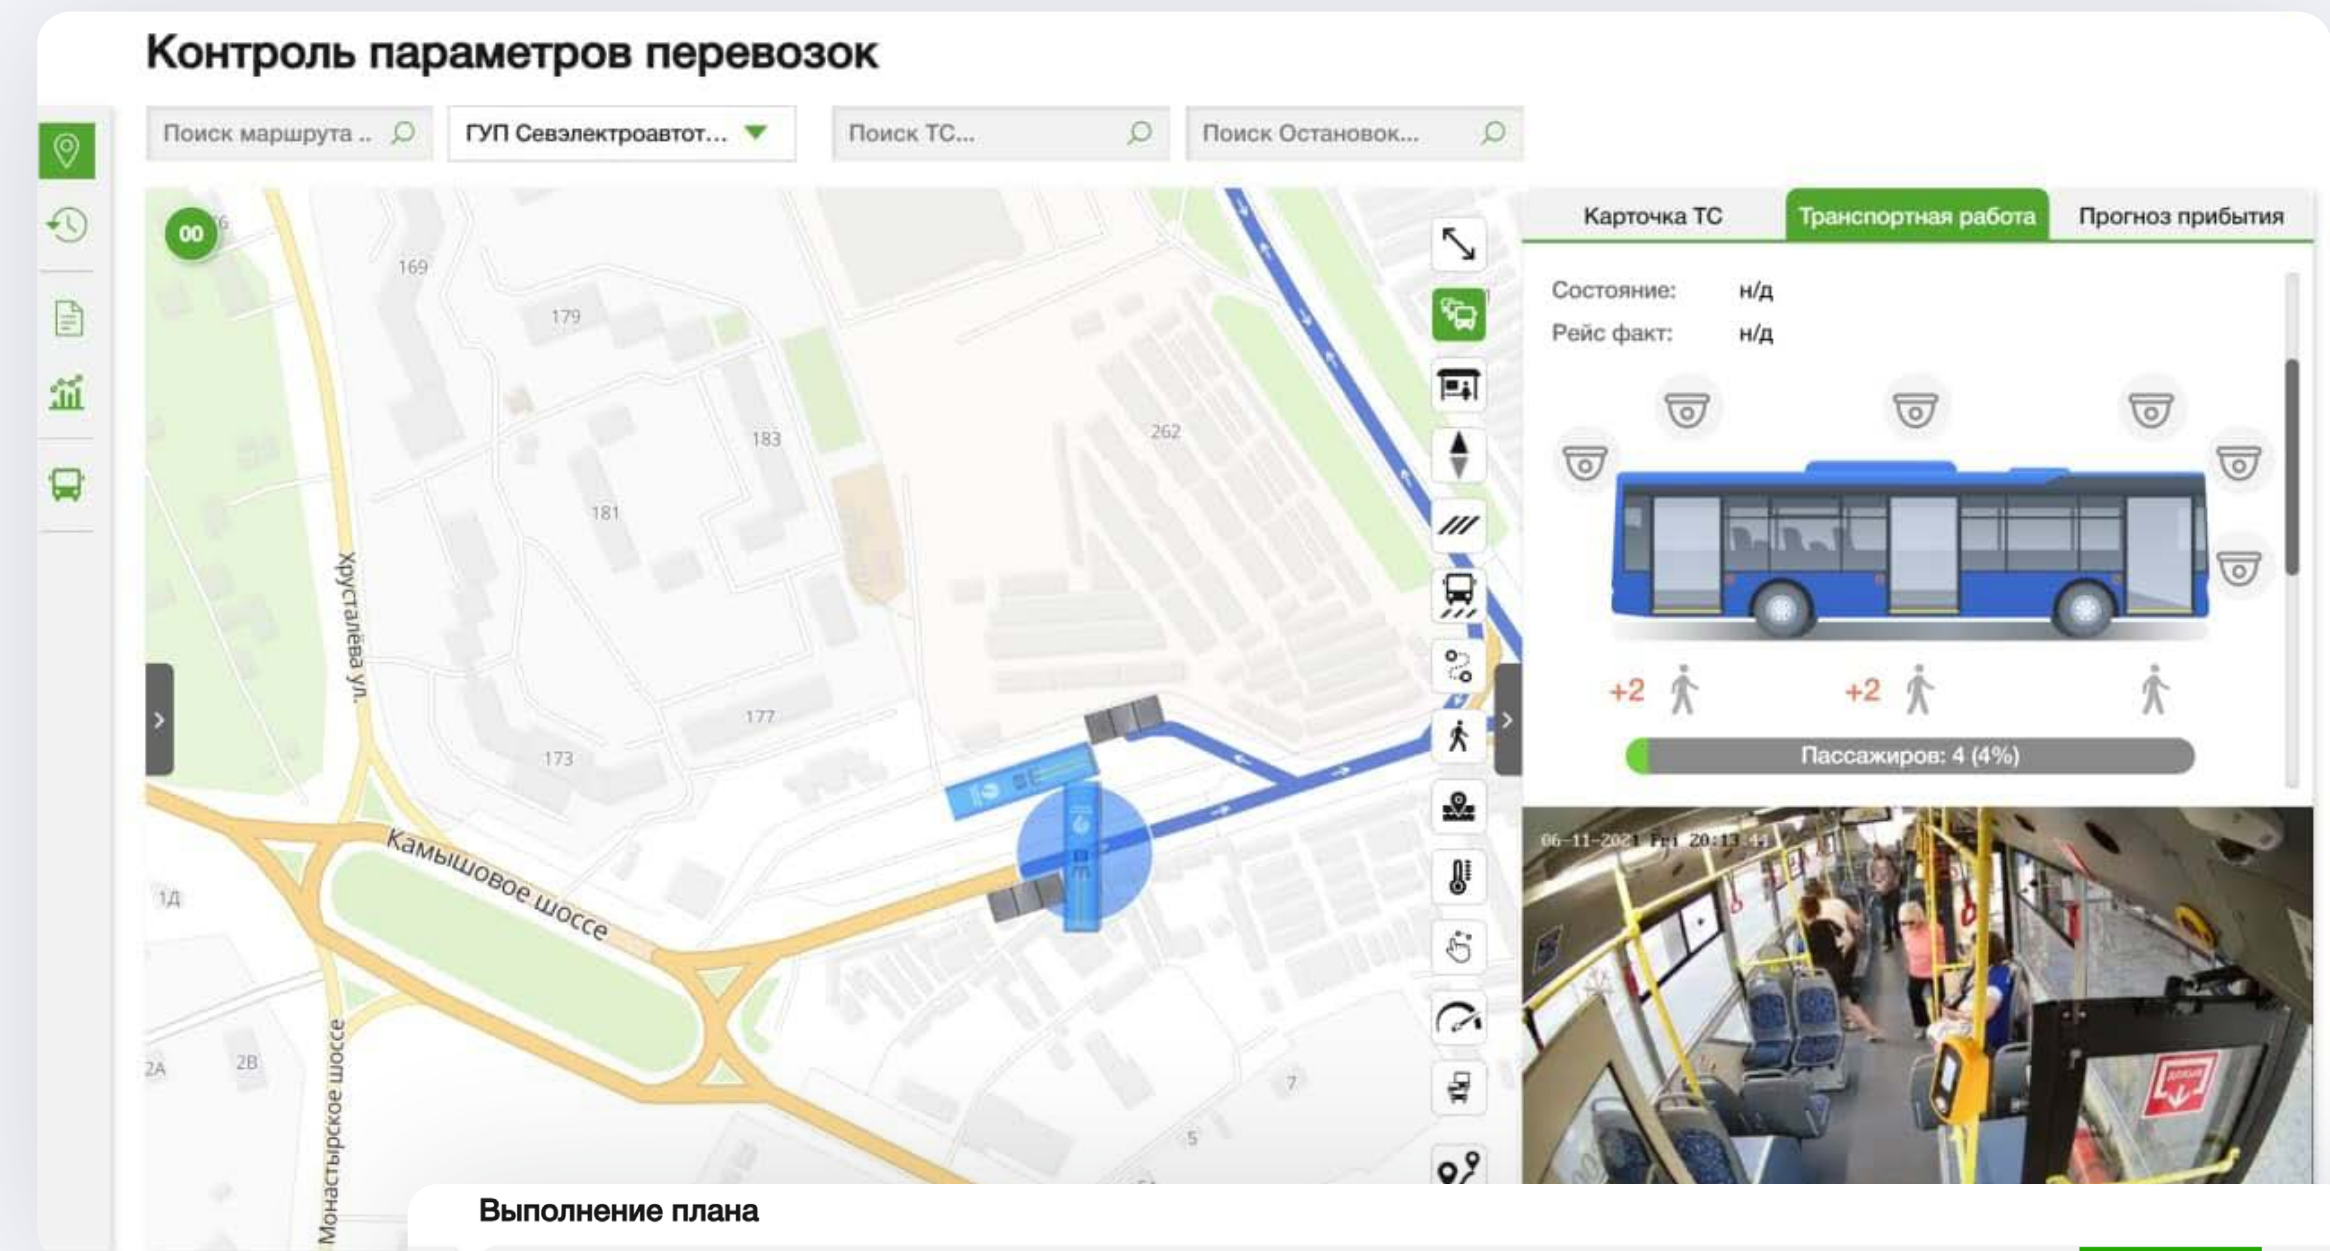 Контроль параметров перевозок
Поиск маршрута ..
ГУП Севэлектроавтот...
Поиск ТС...
Поиск Остановок...
00
169
179
183
262
181
Хрусталёва ул.
177
173
Камышовое шоссе
1Д
2А
2В
Монастырское шоссе
7
5
Карточка ТС
Транспортная работа
Прогноз прибытия
Состояние: н/д
Рейс факт: н/д
+2
+2
Пассажиров: 4 (4%)
06-11-2021 Fri 20:13:44
Выполнение плана